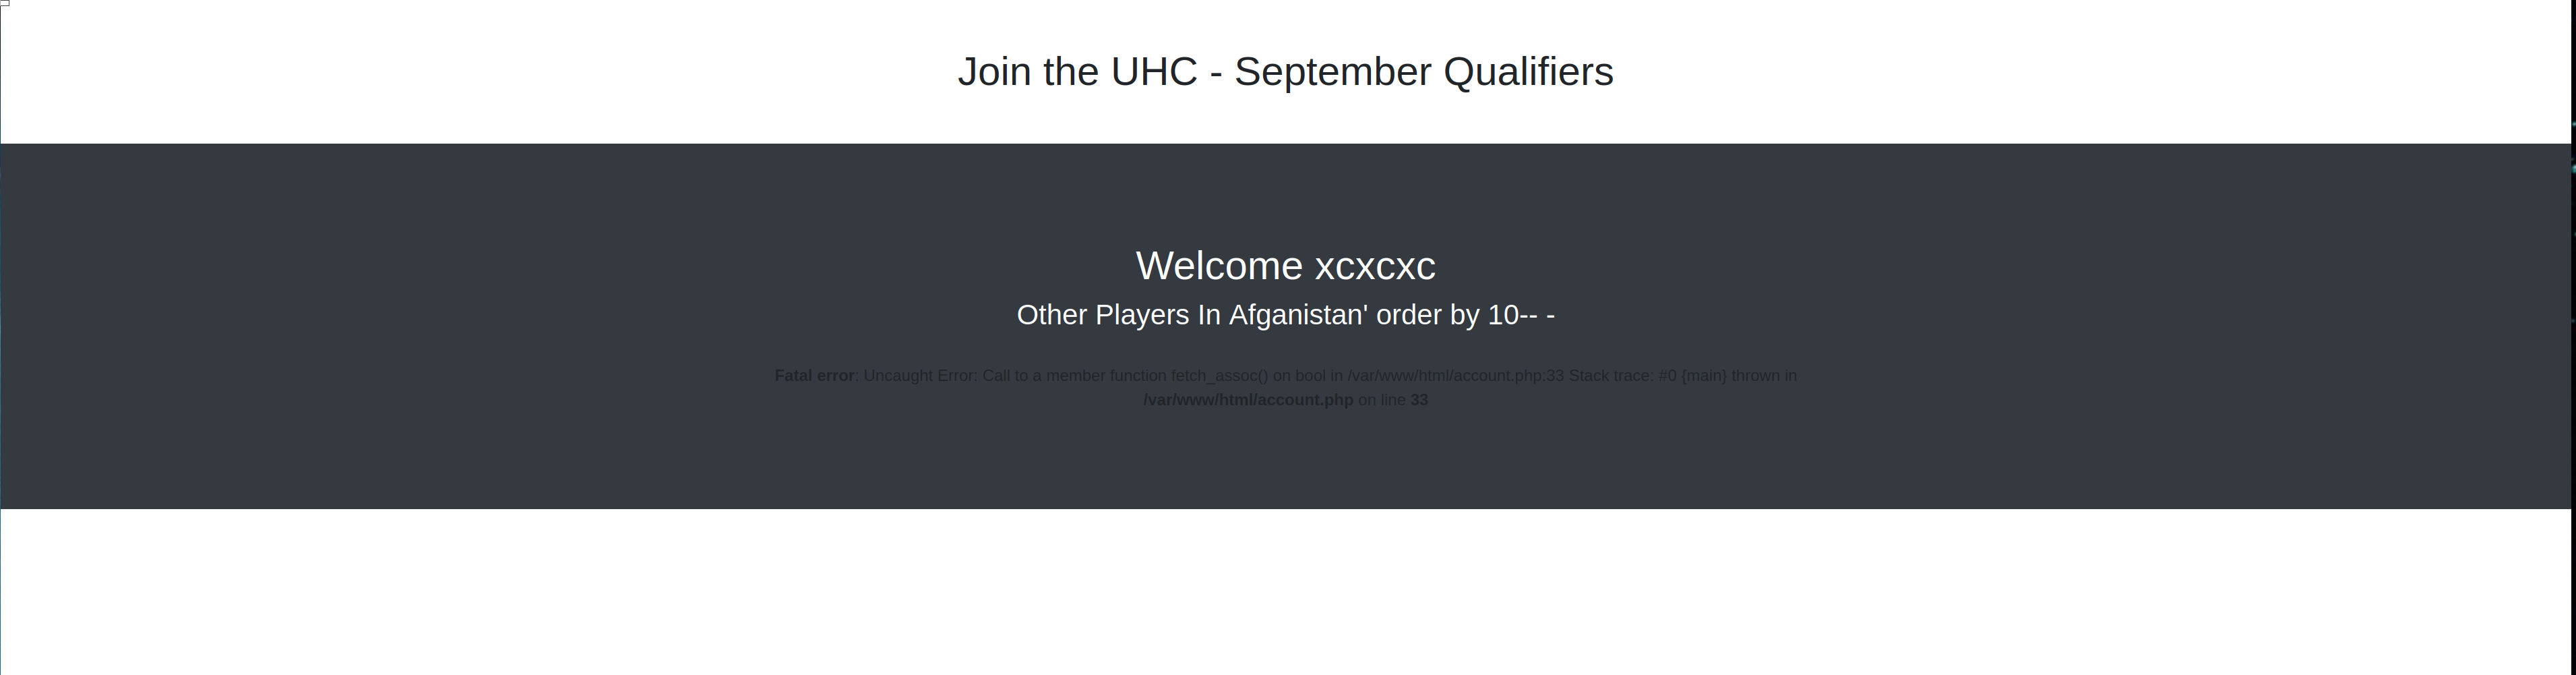 Join the UHC - September Qualifiers
Welcome xcxcxc
Other Players In Afganistan' order by 10-- -
Fatal error: Uncaught Error: Call to a member function fetch_assoc() on bool in /var/www/html/account.php:33 Stack trace: #0 {main} thrown in
/var/www/html/account.php on line 33